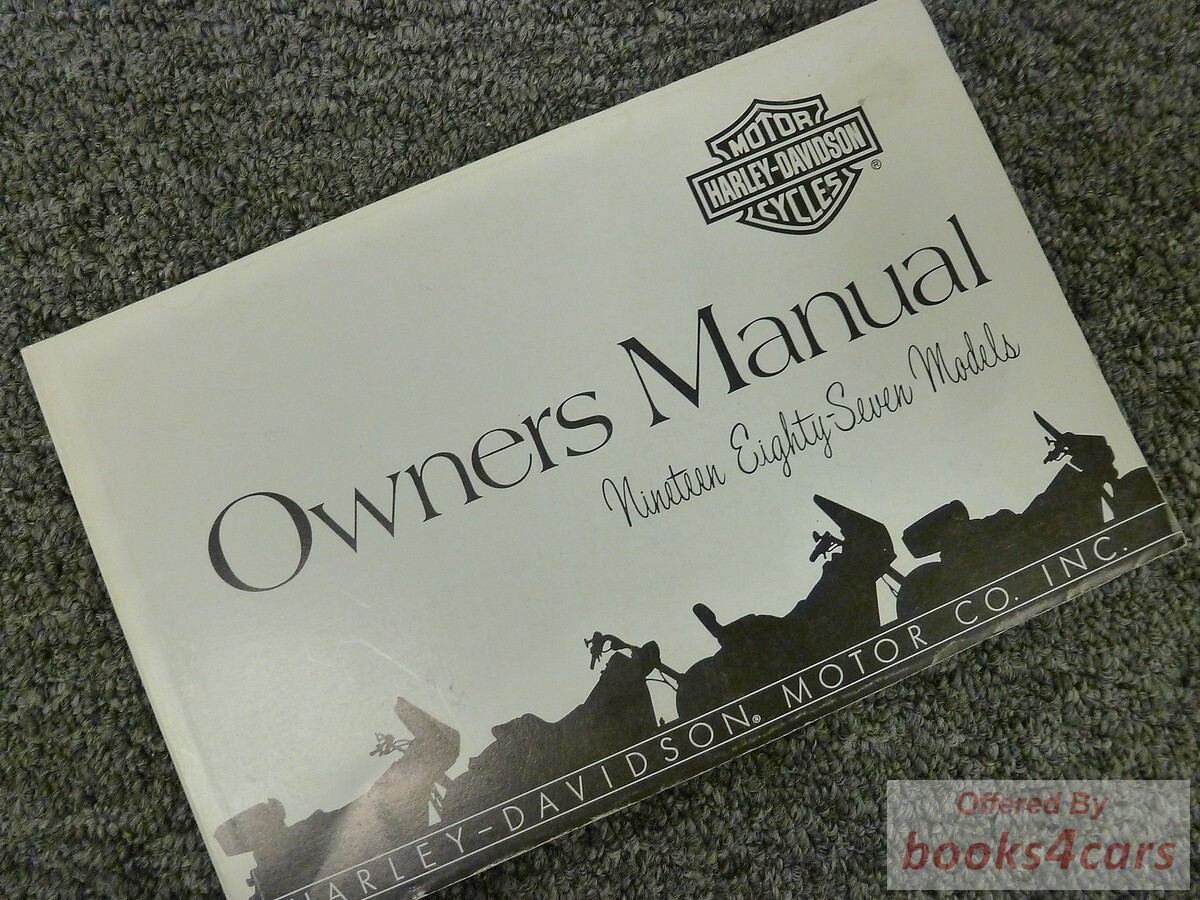 MOTOR
HARLEY-DAVIDSON
CYCLES
®
Owners Manual
Nineteen Eighty-Seven Models
HARLEY-DAVIDSON® MOTOR CO. INC.
Offered By
books4cars